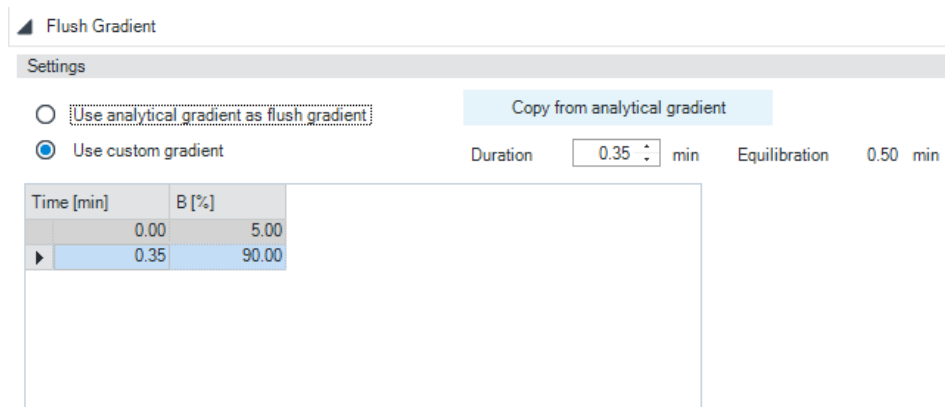 Flush Gradient
Settings
Use analytical gradient as flush gradient
Copy from analytical gradient
Use custom gradient
Duration 0.35 min Equilibration 0.50 min
Time [min] B [%]
0.00 5.00
0.35 90.00